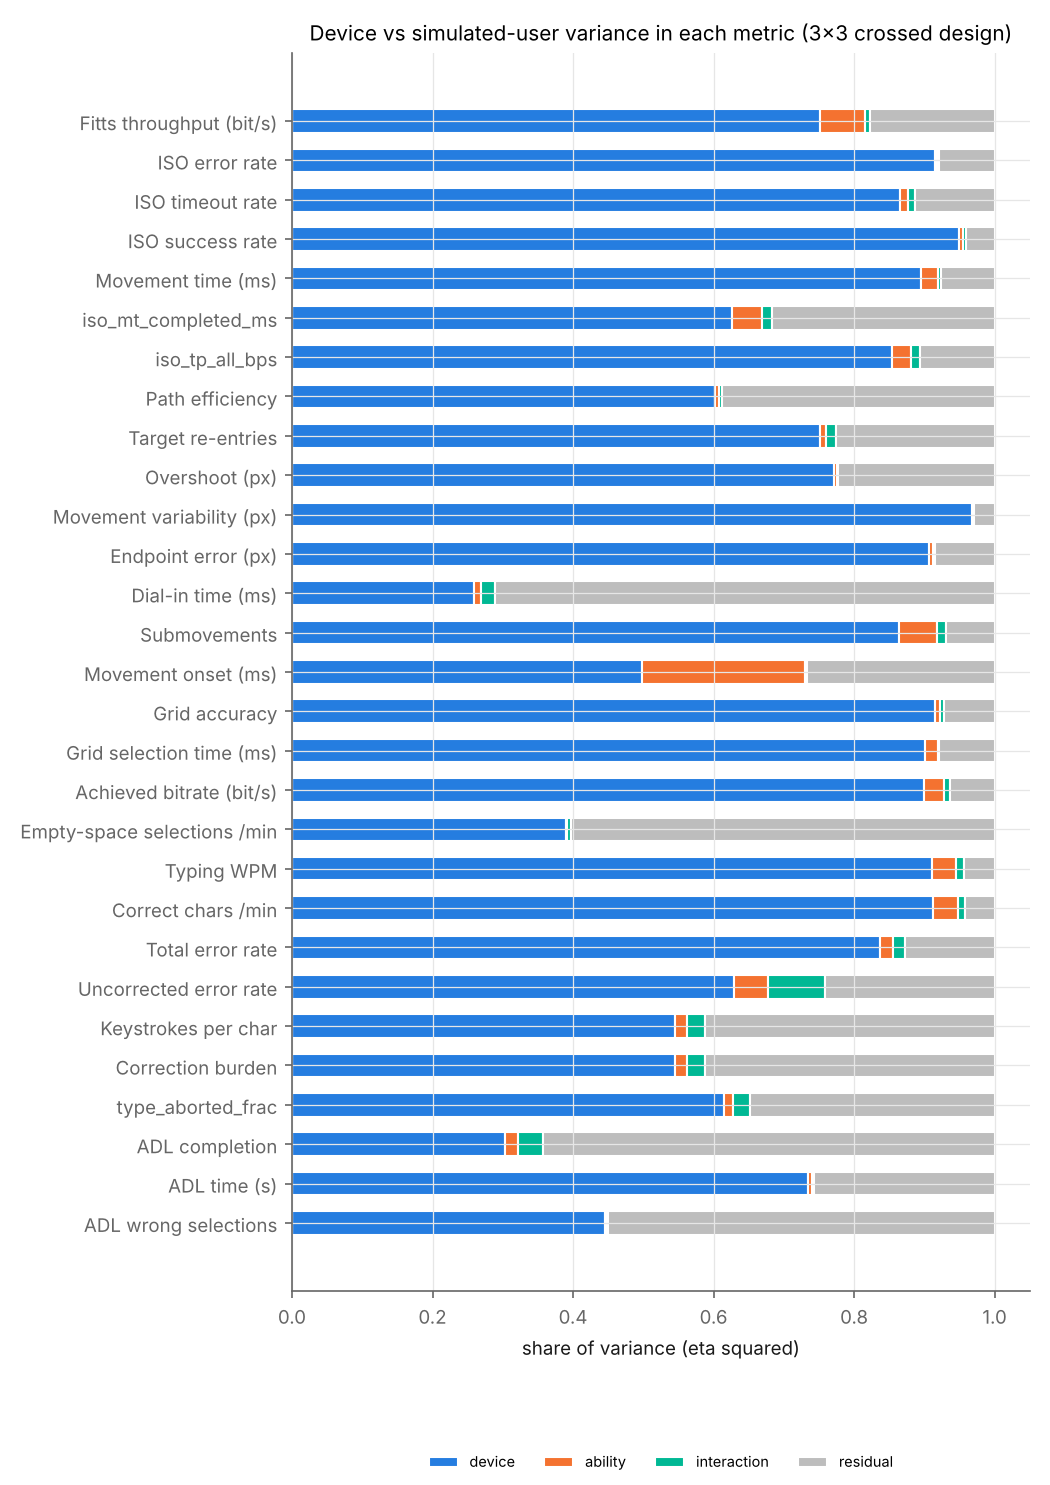 Device vs simulated-user variance in each metric (3×3 crossed design)
Fitts throughput (bit/s)
ISO error rate
ISO timeout rate
ISO success rate
Movement time (ms)
iso_mt_completed_ms
iso_tp_all_bps
Path efficiency
Target re-entries
Overshoot (px)
Movement variability (px)
Endpoint error (px)
Dial-in time (ms)
Submovements
Movement onset (ms)
Grid accuracy
Grid selection time (ms)
Achieved bitrate (bit/s)
Empty-space selections /min
Typing WPM
Correct chars /min
Total error rate
Uncorrected error rate
Keystrokes per char
Correction burden
type_aborted_frac
ADL completion
ADL time (s)
ADL wrong selections
0.0 0.2 0.4 0.6 0.8 1.0
share of variance (eta squared)
device ability interaction residual